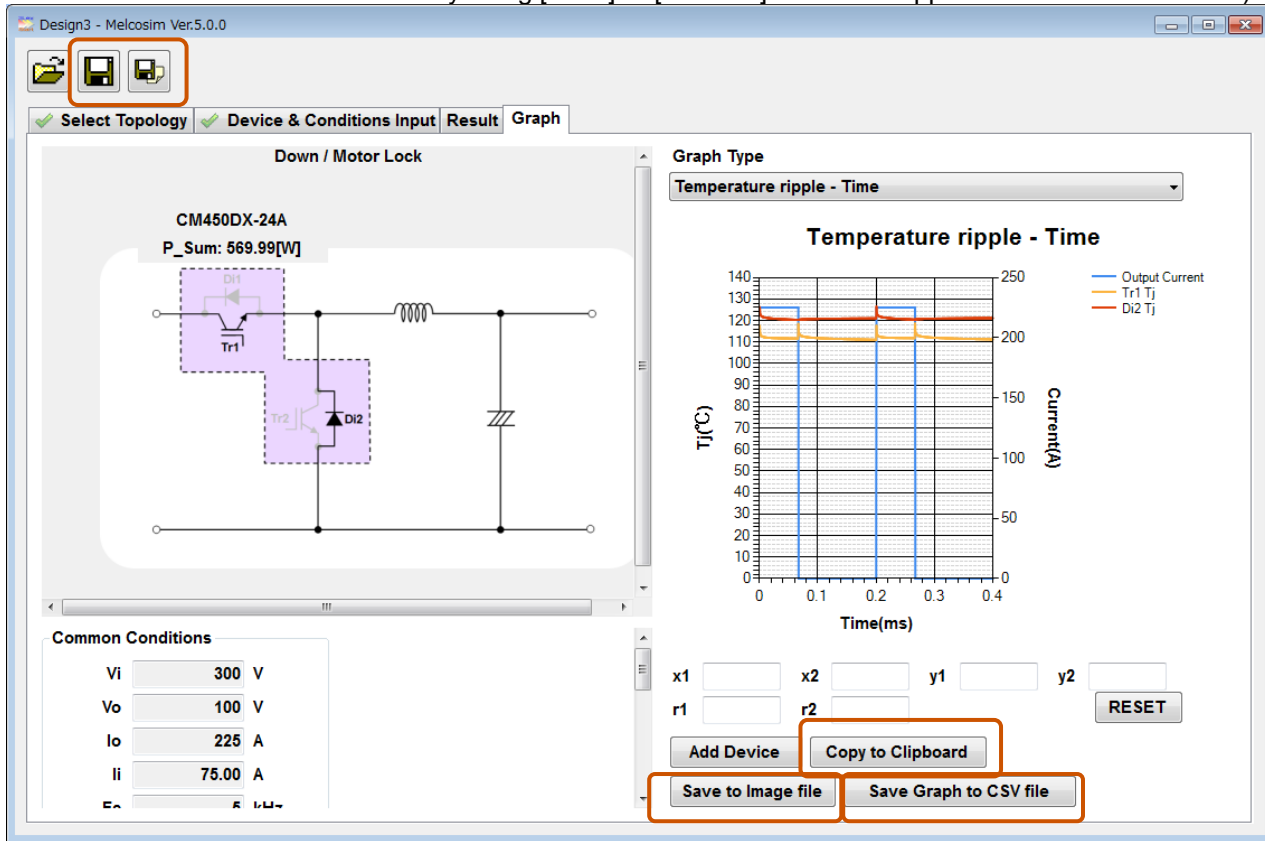 Design3 - Melcosim Ver.5.0.0
Select Topology Device & Conditions Input Result Graph
Down / Motor Lock
CM450DX-24A
P_Sum: 569.99[W]
Di1
Tr1
Tr2
Di2
Common Conditions
Vi 300 V
Vo 100 V
Io 225 A
Ii 75.00 A
Graph Type
Temperature ripple - Time
Temperature ripple - Time
140
130
120
110
100
90
80
70
60
50
40
30
20
10
0
Tj(℃)
250
200
150
100
50
0
Current(A)
0 0.1 0.2 0.3 0.4
Time(ms)
Output Current
Tr1 Tj
Di2 Tj
x1 x2 y1 y2
r1 r2 RESET
Add Device Copy to Clipboard
Save to Image file Save Graph to CSV file